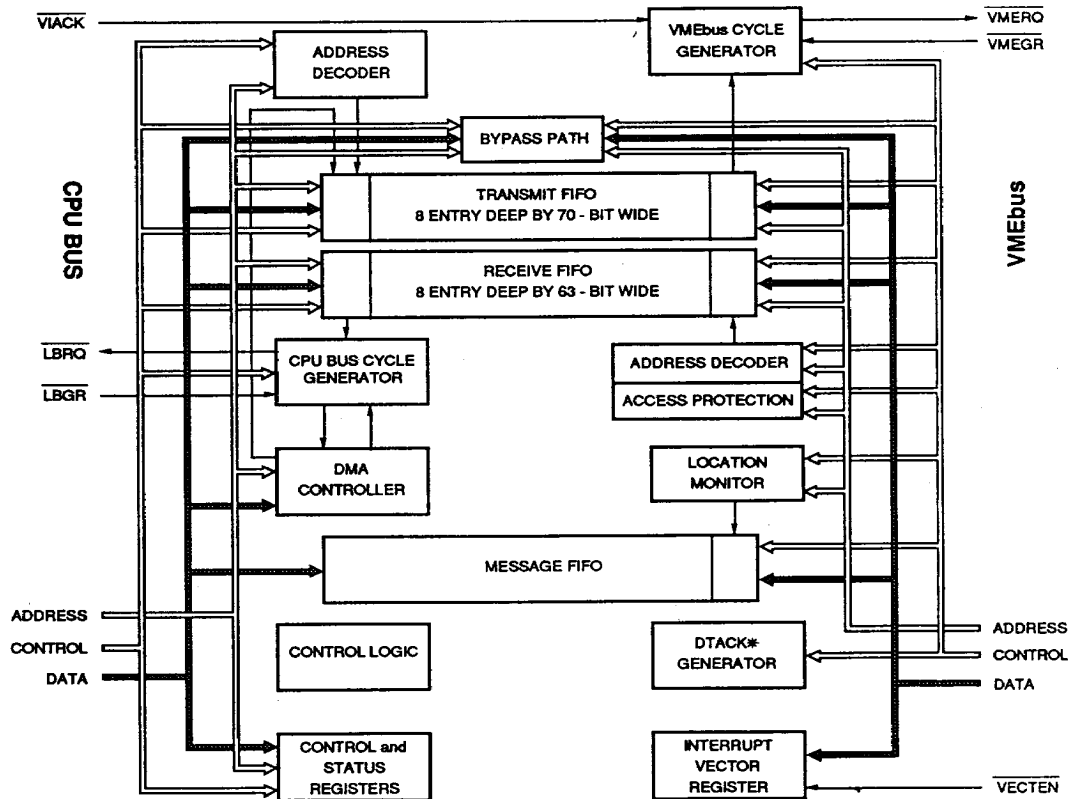 VIACK
VMEbus CYCLE
GENERATOR
VMERQ
VMEGR
ADDRESS
DECODER
BYPASS PATH
CPU BUS
VMEbus
TRANSMIT FIFO
8 ENTRY DEEP BY 70 - BIT WIDE
RECEIVE FIFO
8 ENTRY DEEP BY 63 - BIT WIDE
LBRQ
LBGR
CPU BUS CYCLE
GENERATOR
ADDRESS DECODER
ACCESS PROTECTION
DMA
CONTROLLER
LOCATION
MONITOR
MESSAGE FIFO
ADDRESS
CONTROL
DATA
CONTROL LOGIC
DTACK*
GENERATOR
ADDRESS
CONTROL
DATA
CONTROL and
STATUS
REGISTERS
INTERRUPT
VECTOR
REGISTER
VECTEN